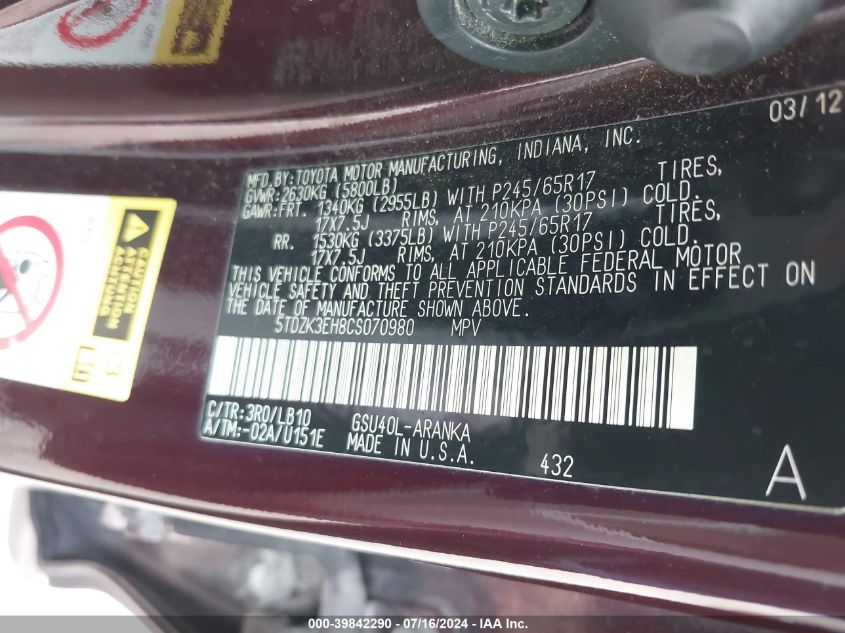 03/12
MFD.BY:TOYOTA MOTOR MANUFACTURING, INDIANA, INC.
GVWR:2630KG (5800LB)
GAWR:FRT. 1340KG (2955LB) WITH P245/65R17 TIRES,
17X7.5J RIMS, AT 210KPA (30PSI) COLD.
RR. 1530KG (3375LB) WITH P245/65R17 TIRES,
17X7.5J RIMS, AT 210KPA (30PSI) COLD.
THIS VEHICLE CONFORMS TO ALL APPLICABLE FEDERAL MOTOR
VEHICLE SAFETY AND THEFT PREVENTION STANDARDS IN EFFECT ON
THE DATE OF MANUFACTURE SHOWN ABOVE.
5TDZK3EH8CS070980 MPV
C/TR:3R0/LB10 GSU40L-ARANKA
A/TM:-02A/U151E MADE IN U.S.A.
432
A
CAUTION
ATTENTION
ACHTUNG
000-39842290 - 07/16/2024 - IAAI.COM